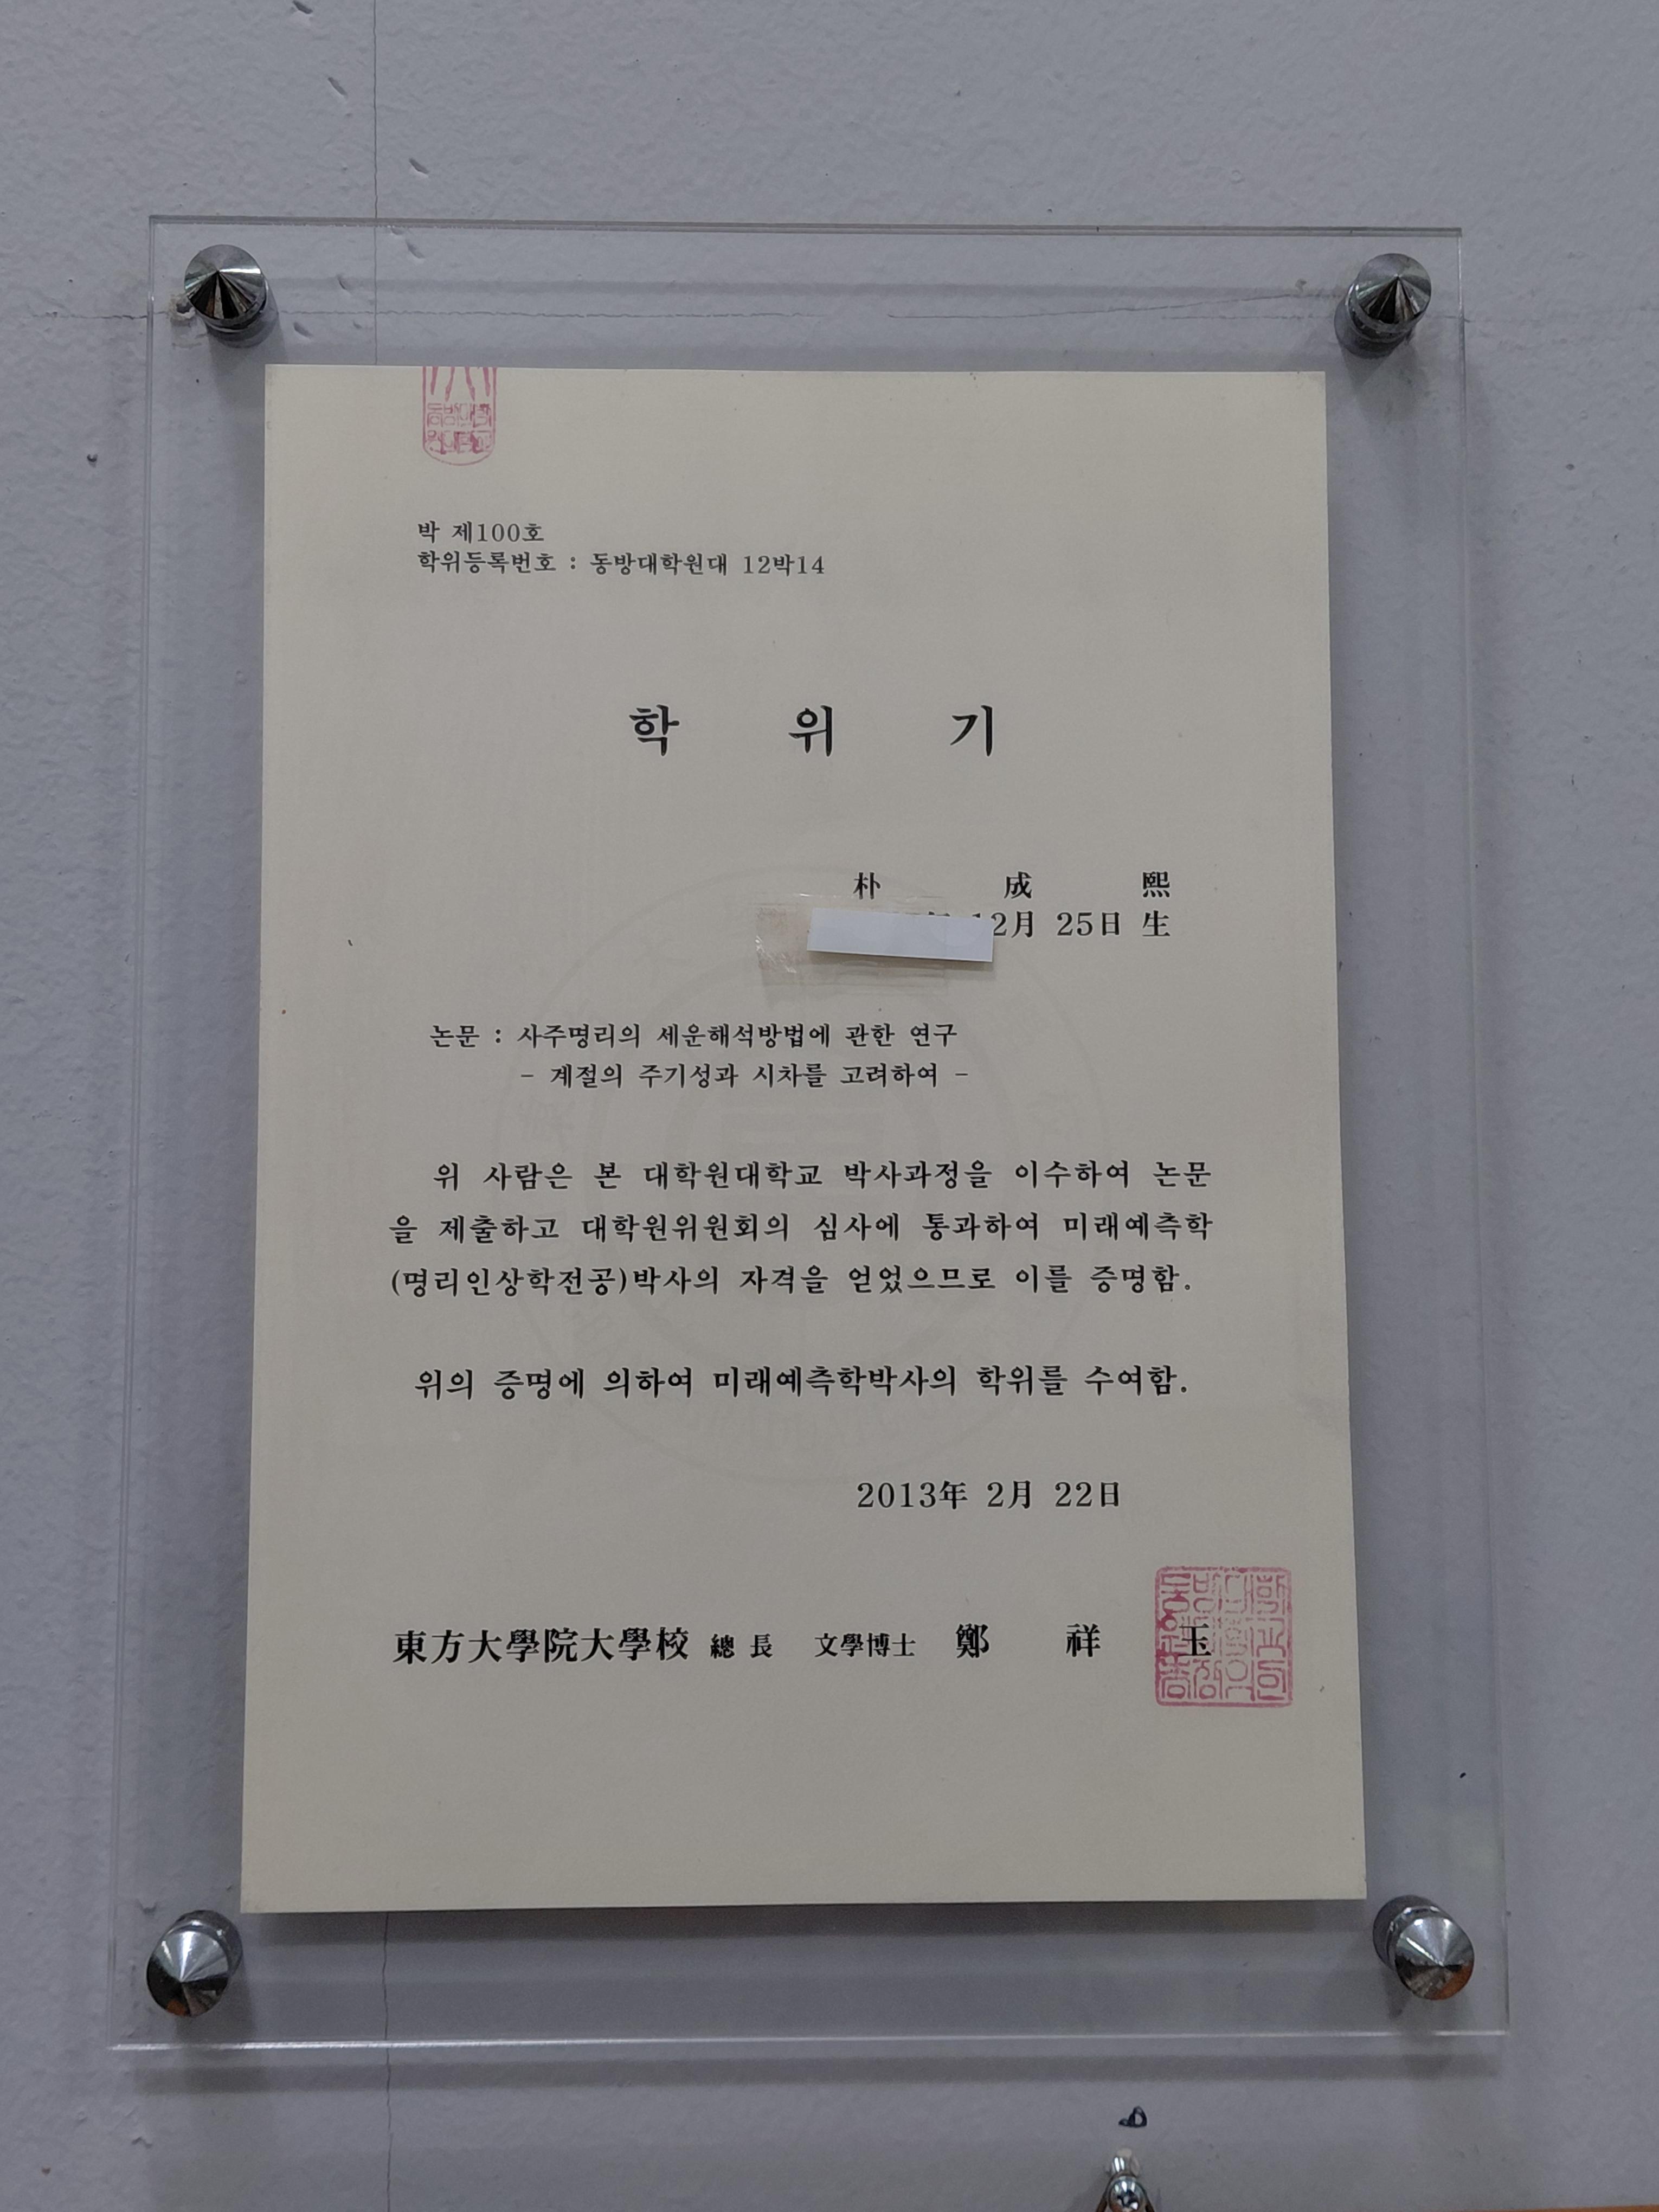 박 제100호
학위등록번호 : 동방대학원대 12박14
학 위 기
朴 成 熙
12月 25日 生
논문 : 사주명리의 세운해석방법에 관한 연구
- 계절의 주기성과 시차를 고려하여 -
위 사람은 본 대학원대학교 박사과정을 이수하여 논문
을 제출하고 대학원위원회의 심사에 통과하여 미래예측학
(명리인상학전공)박사의 자격을 얻었으므로 이를 증명함.
위의 증명에 의하여 미래예측학박사의 학위를 수여함.
2013年 2月 22日
東方大學院大學校 總長 文學博士 鄭 祥 玉